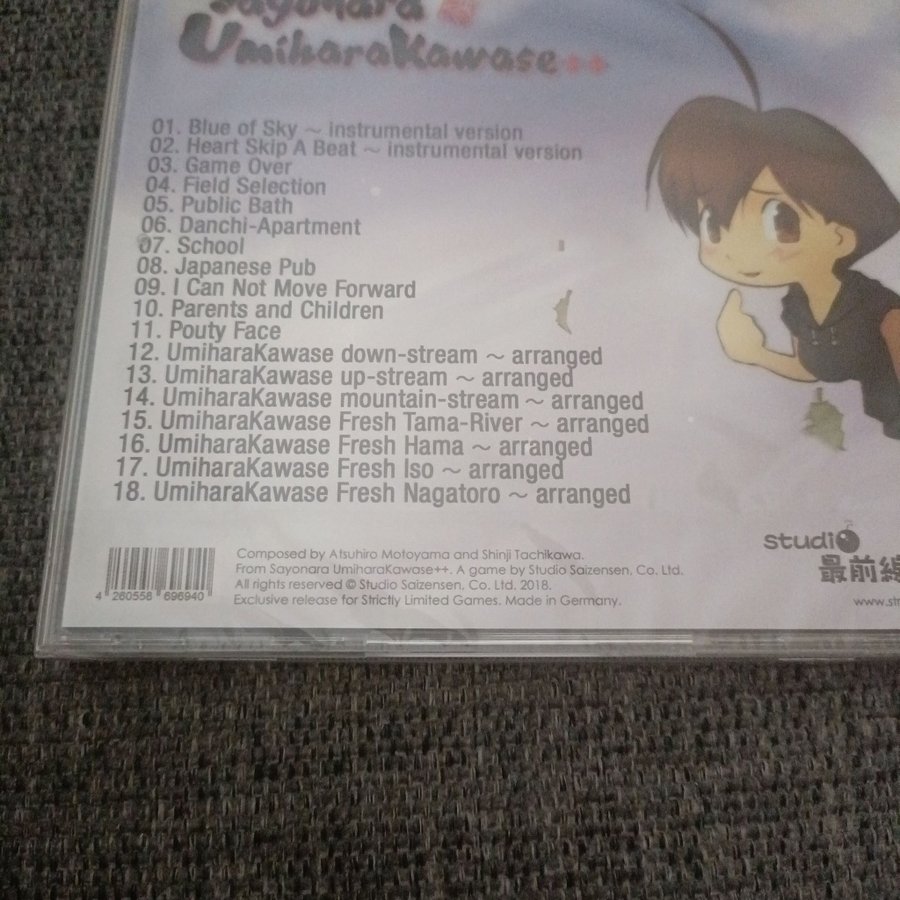 Sayonara
UmiharaKawase++
01. Blue of Sky ～ instrumental version
02. Heart Skip A Beat ～ instrumental version
03. Game Over
04. Field Selection
05. Public Bath
06. Danchi-Apartment
07. School
08. Japanese Pub
09. I Can Not Move Forward
10. Parents and Children
11. Pouty Face
12. UmiharaKawase down-stream ～ arranged
13. UmiharaKawase up-stream ～ arranged
14. UmiharaKawase mountain-stream ～ arranged
15. UmiharaKawase Fresh Tama-River ～ arranged
16. UmiharaKawase Fresh Hama ～ arranged
17. UmiharaKawase Fresh Iso ～ arranged
18. UmiharaKawase Fresh Nagatoro ～ arranged
studio
最前線
4 260558 696940
Composed by Atsuhiro Motoyama and Shinji Tachikawa.
From Sayonara UmiharaKawase++. A game by Studio Saizensen, Co. Ltd.
All rights reserved © Studio Saizensen, Co. Ltd. 2018.
Exclusive release for Strictly Limited Games. Made in Germany.
www.str